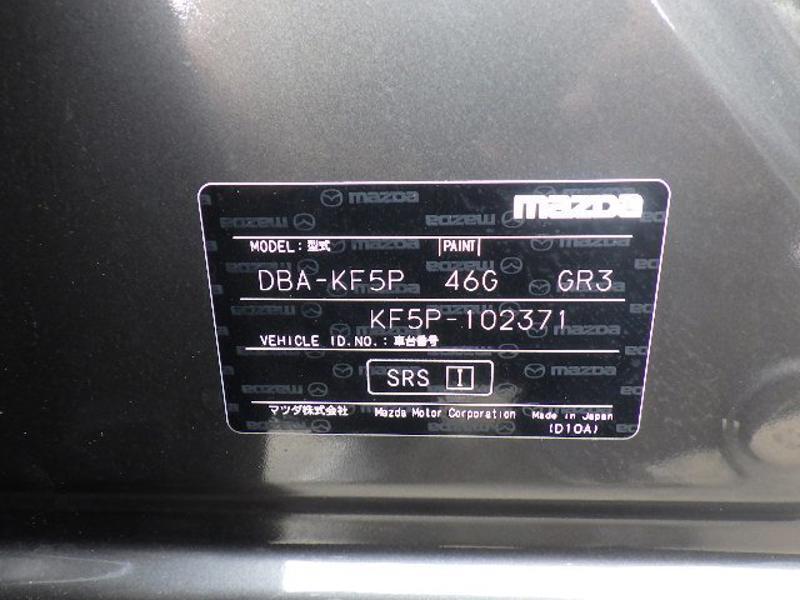 mazda
MODEL:型式 PAINT
DBA-KF5P 46G GR3
KF5P-102371
VEHICLE ID.NO.:車台番号
SRS I
マツダ株式会社 Mazda Motor Corporation Made in Japan
(D10A)